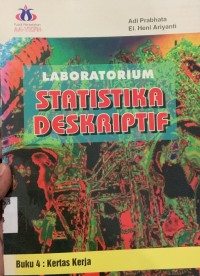 Adi Prabhata
El. Heni Ariyanti
LABORATORIUM
STATISTIKA
DESKRIPTIF
Buku 4 : Kertas Kerja